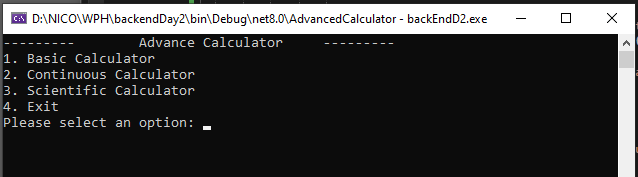 D:\NICO\WPH\backendDay2\bin\Debug\net8.0\AdvancedCalculator - backEndD2.exe
---------        Advance Calculator     ---------
1. Basic Calculator
2. Continuous Calculator
3. Scientific Calculator
4. Exit
Please select an option: